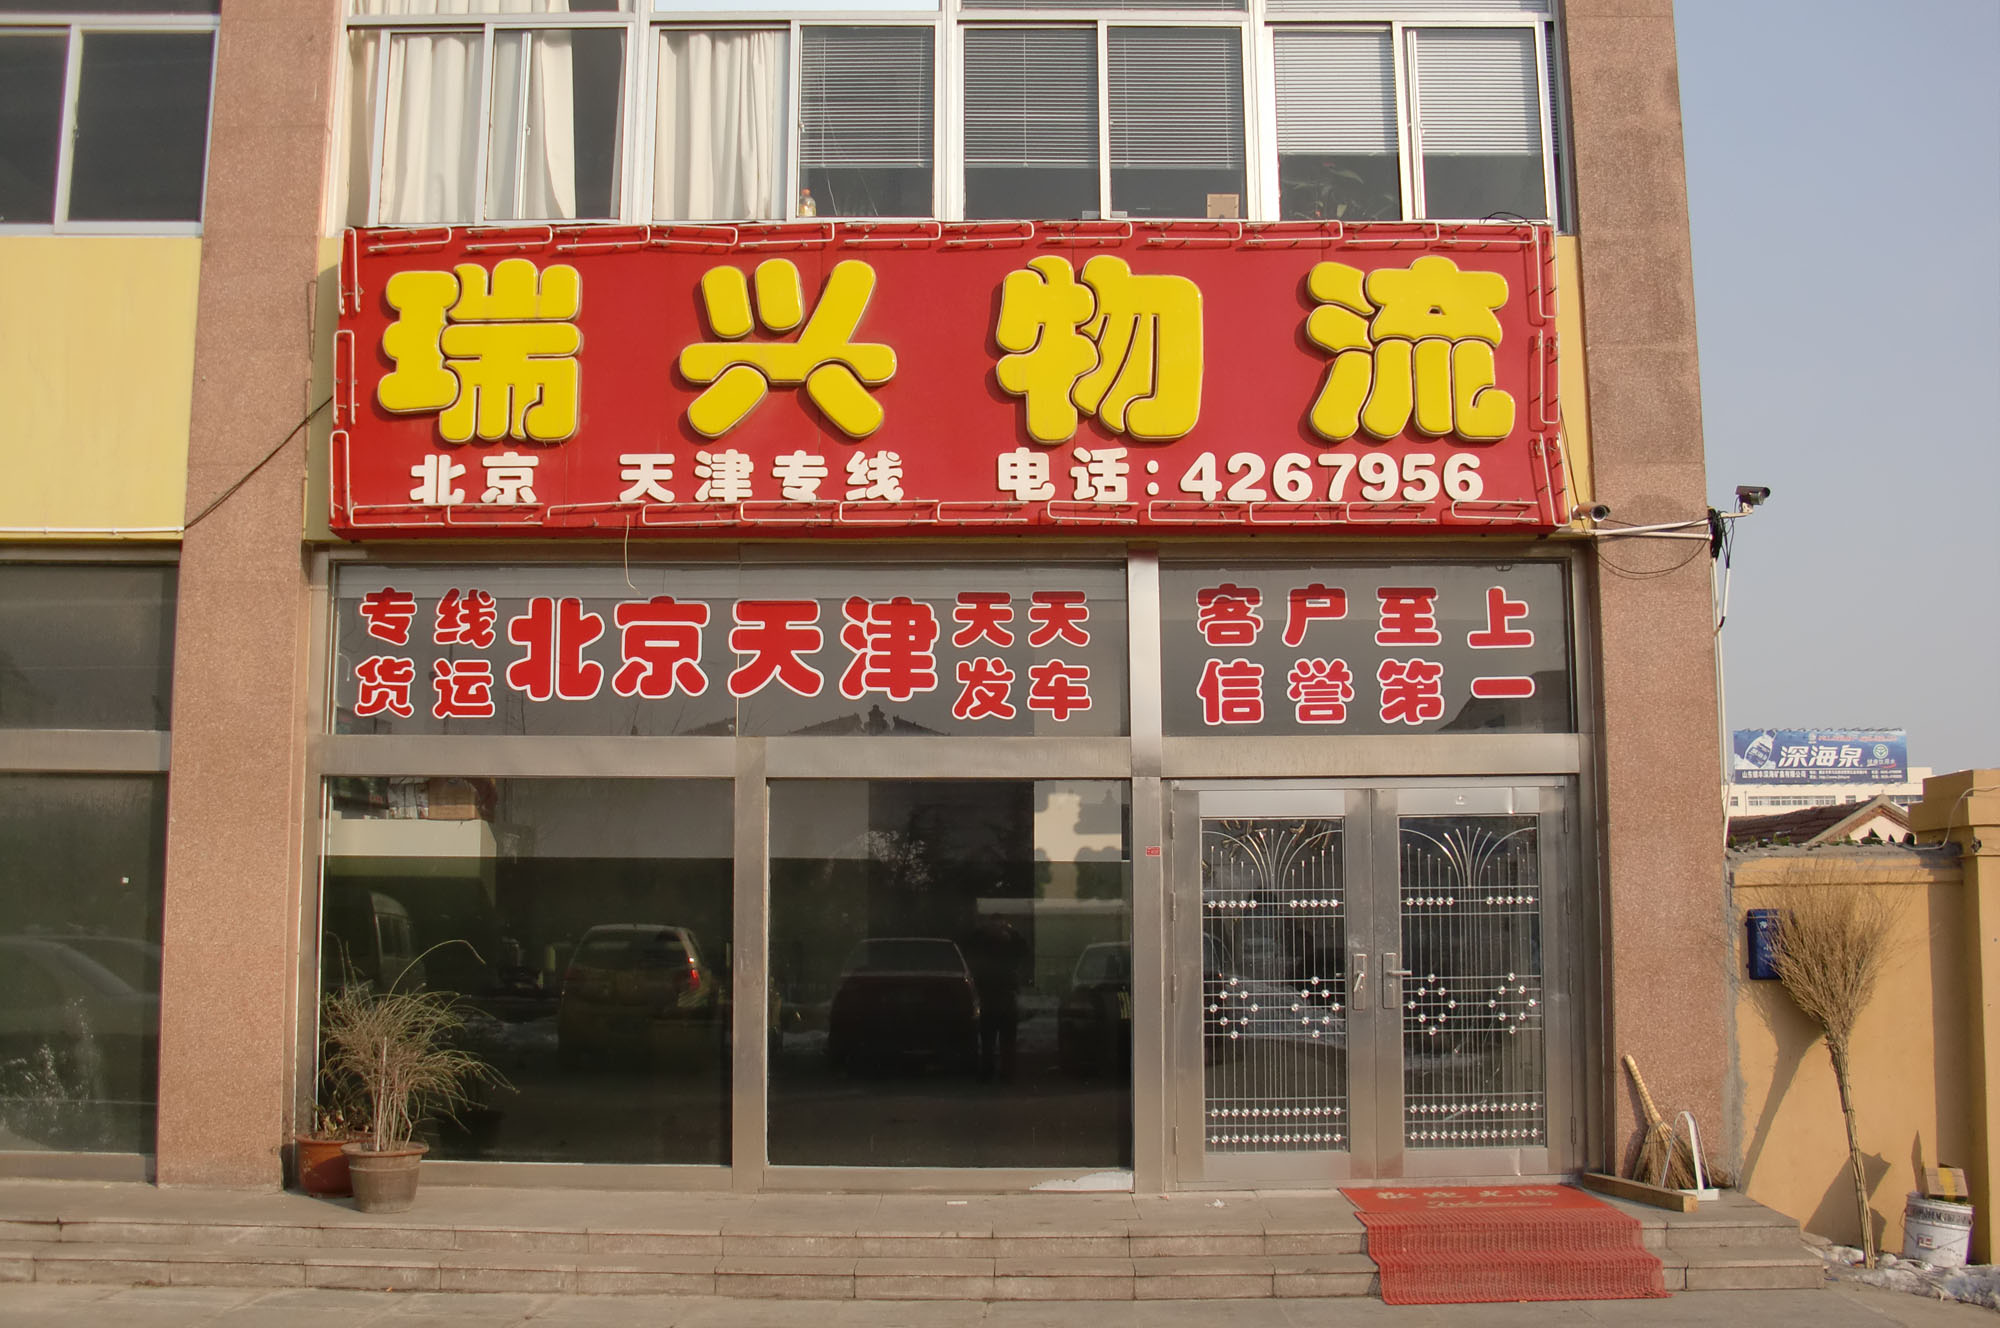 瑞兴物流
北京 天津专线 电话:4267956
专线
货运
北京天津
天天
发车
客户至上
信誉第一
深海泉